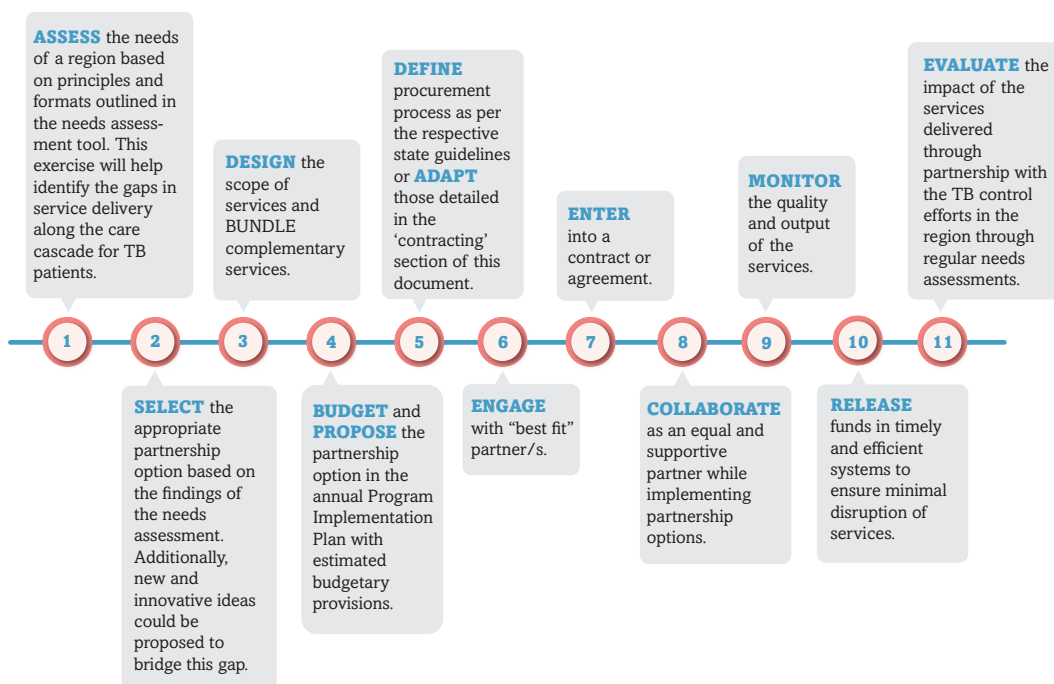 ASSESS the needs
of a region based
on principles and
formats outlined in
the needs assess-
ment tool. This
exercise will help
identify the gaps in
service delivery
along the care
cascade for TB
patients.
DESIGN the
scope of
services and
BUNDLE
complementary
services.
DEFINE
procurement
process as per
the respective
state guidelines
or ADAPT
those detailed
in the
‘contracting’
section of this
document.
ENTER
into a
contract or
agreement.
MONITOR
the quality
and output
of the
services.
EVALUATE the
impact of the
services
delivered
through
partnership with
the TB control
efforts in the
region through
regular needs
assessments.
1 2 3 4 5 6 7 8 9 10 11
SELECT the
appropriate
partnership
option based on
the findings of
the needs
assessment.
Additionally,
new and
innovative ideas
could be
proposed to
bridge this gap.
BUDGET and
PROPOSE the
partnership
option in the
annual Program
Implementation
Plan with
estimated
budgetary
provisions.
ENGAGE
with “best fit”
partner/s.
COLLABORATE
as an equal and
supportive
partner while
implementing
partnership
options.
RELEASE
funds in timely
and efficient
systems to
ensure minimal
disruption of
services.